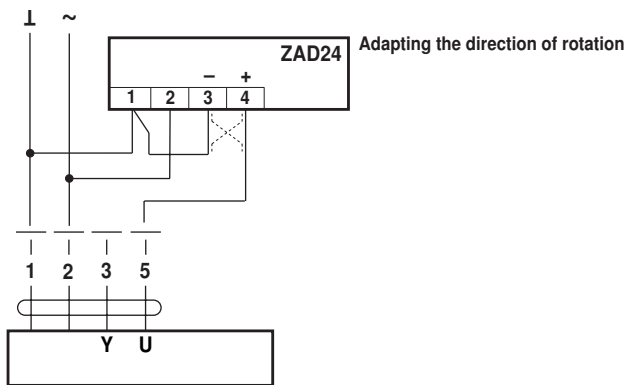 ⊥ ~
ZAD24
Adapting the direction of rotation
– +
1 2 3 4
1 2 3 5
Y U